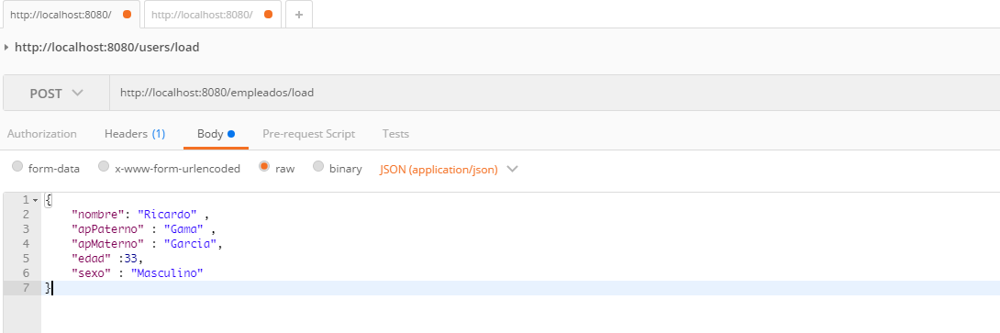 http://localhost:8080/ http://localhost:8080/ +
http://localhost:8080/users/load
POST http://localhost:8080/empleados/load
Authorization Headers (1) Body Pre-request Script Tests
form-data x-www-form-urlencoded raw binary JSON (application/json)
1 {
2 "nombre": "Ricardo" ,
3 "apPaterno" : "Gama" ,
4 "apMaterno" : "Garcia",
5 "edad" :33,
6 "sexo" : "Masculino"
7 }